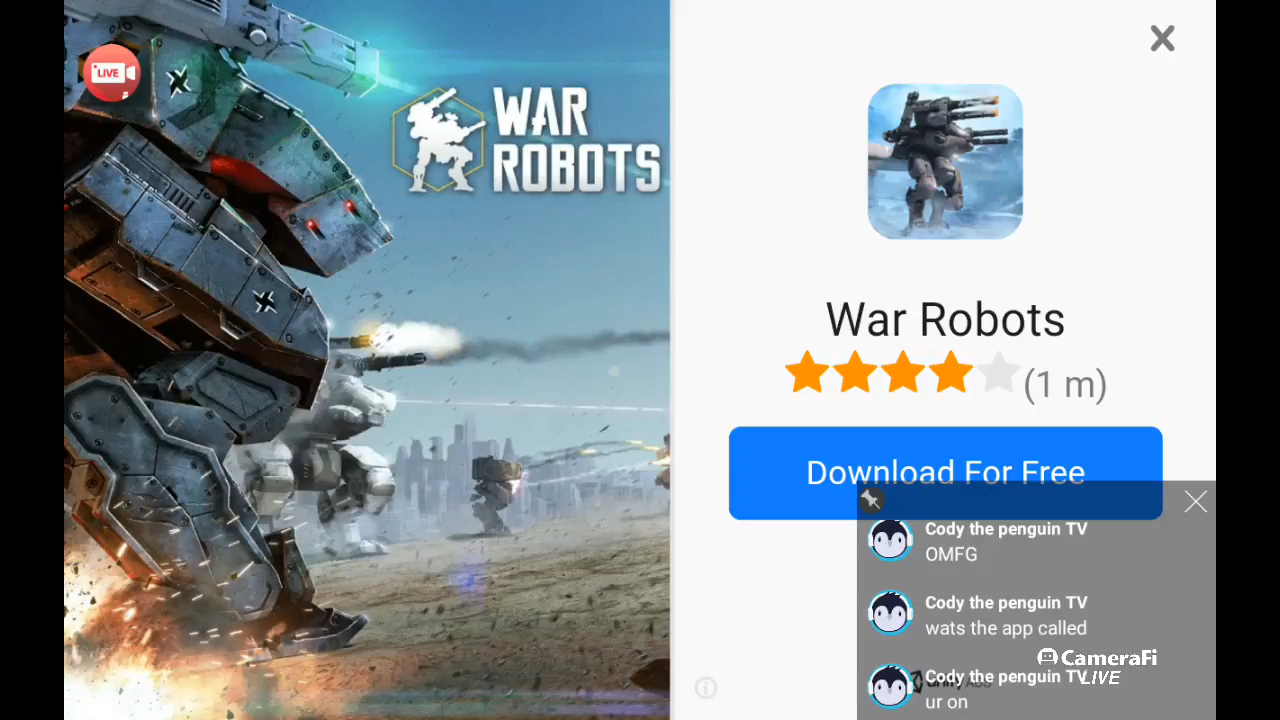 LIVE
WAR
ROBOTS
War Robots
(1 m)
Download For Free
Cody the penguin TV
OMFG
Cody the penguin TV
wats the app called
CameraFi
LIVE
Cody the penguin TV
ur on